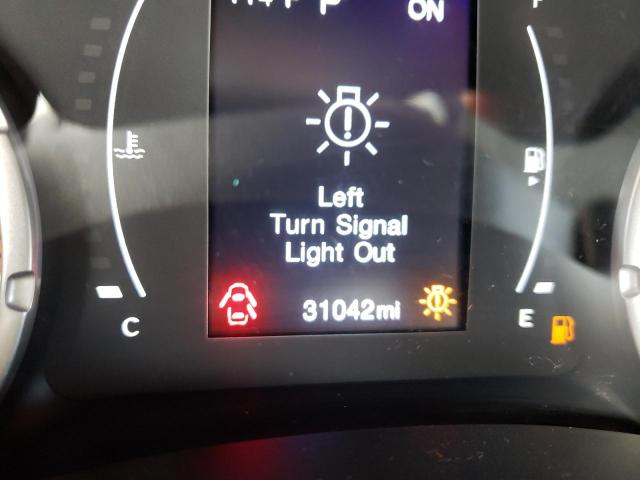 P ON
F
Left
Turn Signal
Light Out
31042mi
C
E